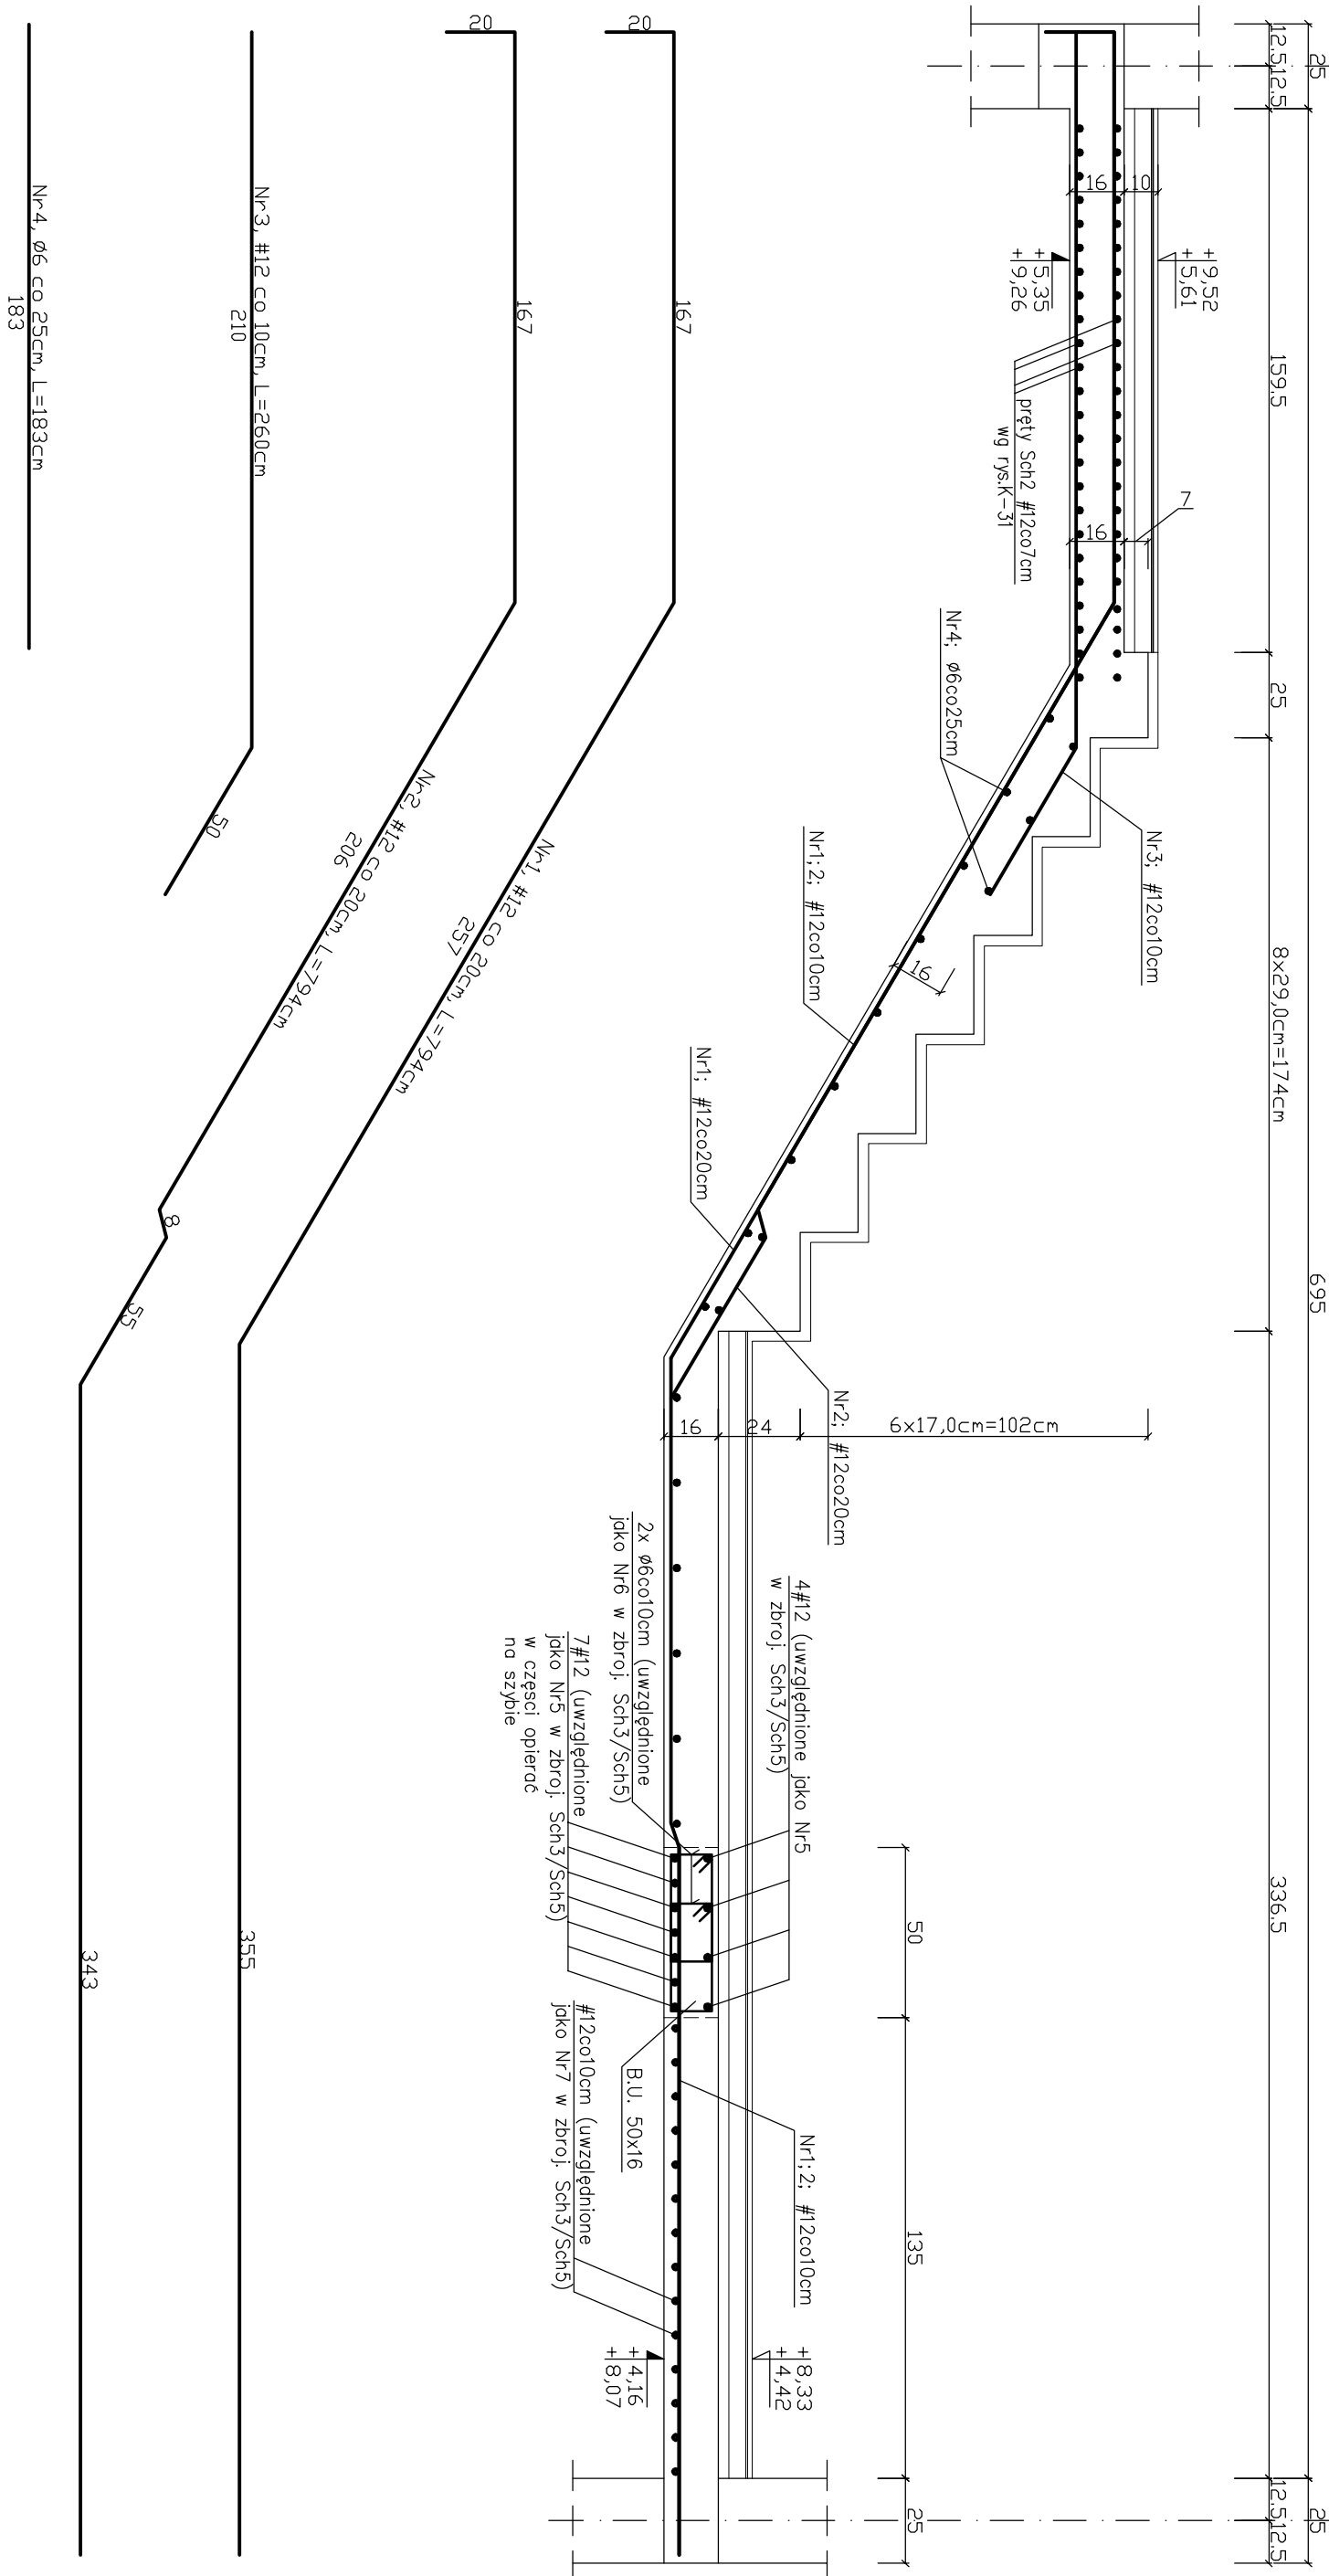 25
695
25
12,5
12,5
159,5
25
8x29,0cm=174cm
336,5
12,5
12,5
50
135
25
16
10
+9,52
+5,61
+5,35
+9,26
pręty Sch2 #12co7cm
wg rys.K-31
16
7
Nr4; ø6co25cm
Nr3; #12co10cm
Nr1;2; #12co10cm
16
Nr1; #12co20cm
Nr2; #12co20cm
16
24
6x17,0cm=102cm
4#12 (uwzględnione jako Nr5
w zbroj. Sch3/Sch5)
2x ø6co10cm (uwzględnione
jako Nr6 w zbroj. Sch3/Sch5)
7#12 (uwzględnione
jako Nr5 w zbroj. Sch3/Sch5)
w częsci opierać
na szybie
B.U. 50x16
Nr1;2; #12co10cm
#12co10cm (uwzględnione
jako Nr7 w zbroj. Sch3/Sch5)
+8,33
+4,42
+4,16
+8,07
20
167
Nr1, #12 co 20cm, L=794cm
257
355
20
167
Nr2, #12 co 20cm, L=794cm
206
8
55
343
Nr3, #12 co 10cm, L=260cm
210
50
Nr4, ø6 co 25cm, L=183cm
183